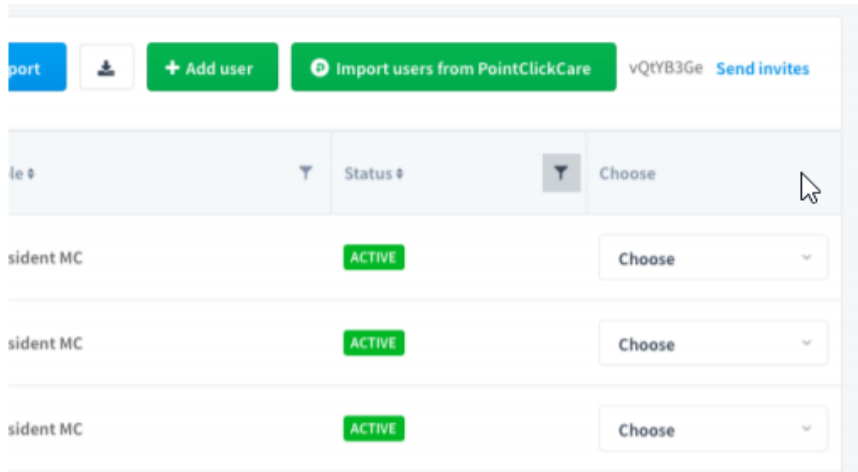 port + Add user Import users from PointClickCare vQtYB3Ge Send invites
le Status Choose
sident MC ACTIVE Choose
sident MC ACTIVE Choose
sident MC ACTIVE Choose